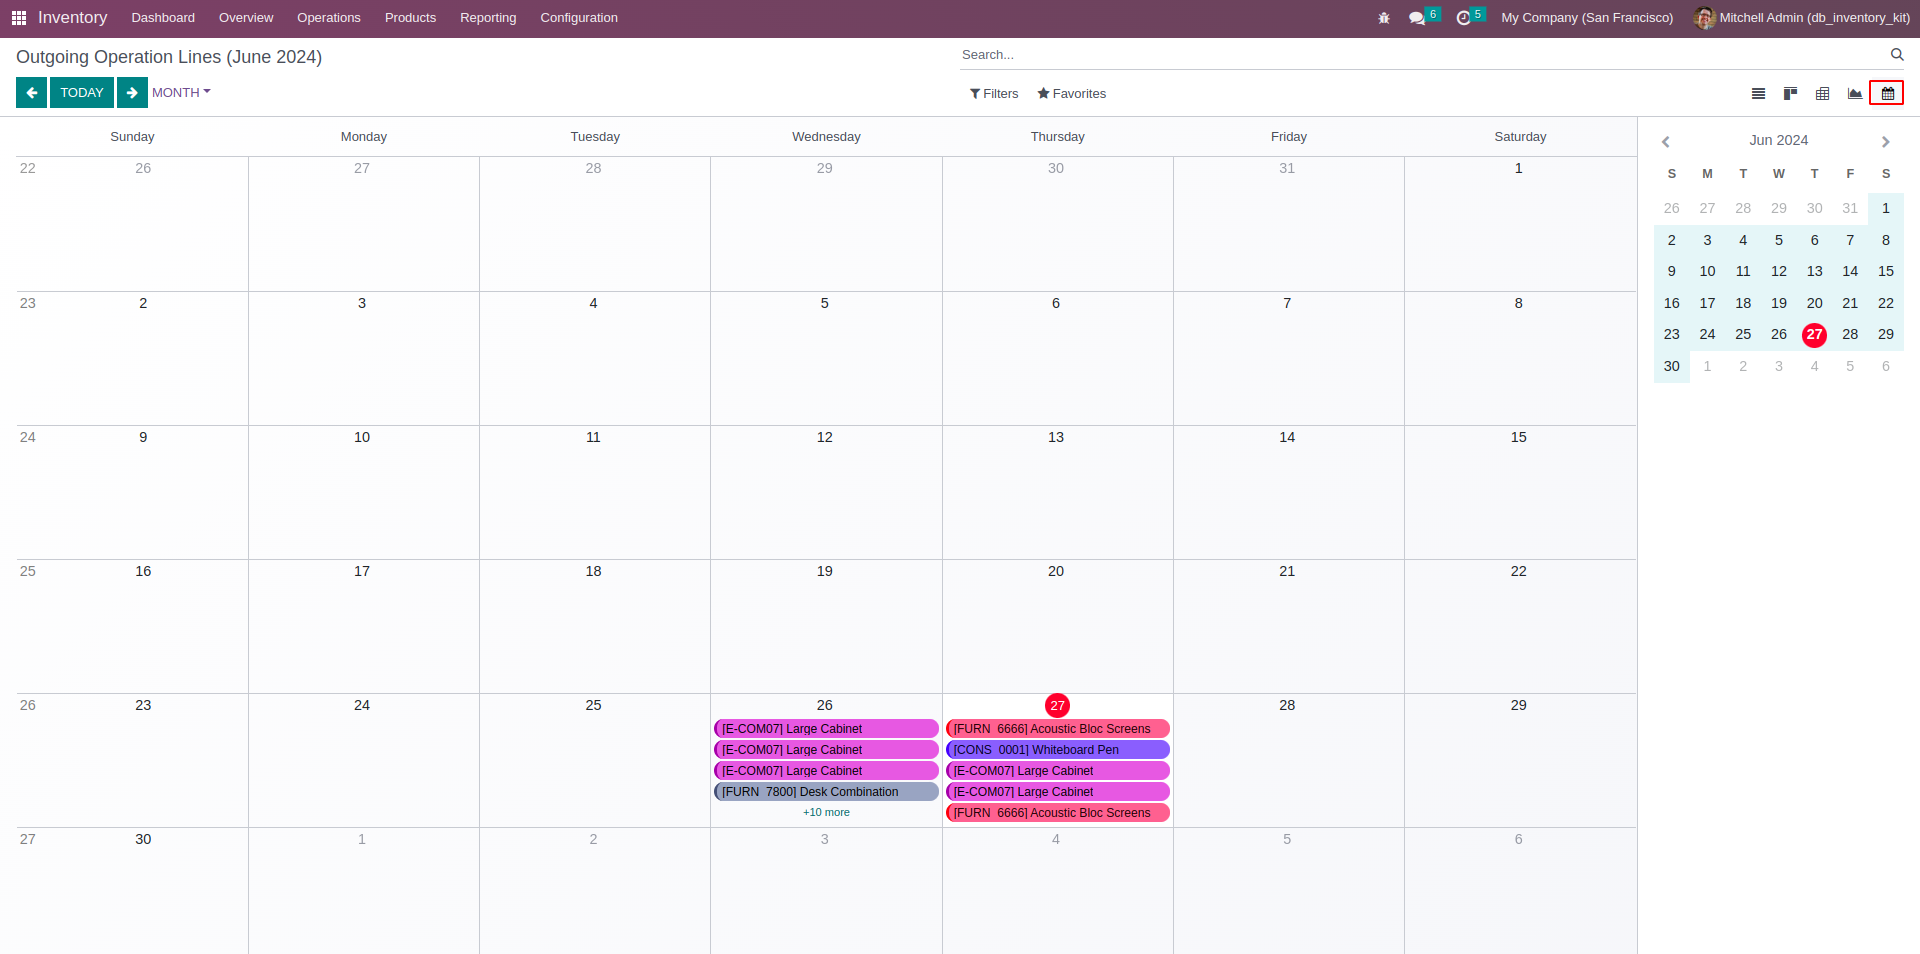 Inventory Dashboard Overview Operations Products Reporting Configuration 6 5 My Company (San Francisco) Mitchell Admin (db_inventory_kit)
Outgoing Operation Lines (June 2024) Search...
TODAY MONTH Filters Favorites
Sunday Monday Tuesday Wednesday Thursday Friday Saturday
22 26 27 28 29 30 31 1
23 2 3 4 5 6 7 8
24 9 10 11 12 13 14 15
25 16 17 18 19 20 21 22
26 23 24 25 26 27 28 29
[E-COM07] Large Cabinet [FURN_6666] Acoustic Bloc Screens
[E-COM07] Large Cabinet [CONS_0001] Whiteboard Pen
[E-COM07] Large Cabinet [E-COM07] Large Cabinet
[FURN_7800] Desk Combination [E-COM07] Large Cabinet
+10 more [FURN_6666] Acoustic Bloc Screens
27 30 1 2 3 4 5 6
Jun 2024
S M T W T F S
26 27 28 29 30 31 1
2 3 4 5 6 7 8
9 10 11 12 13 14 15
16 17 18 19 20 21 22
23 24 25 26 27 28 29
30 1 2 3 4 5 6